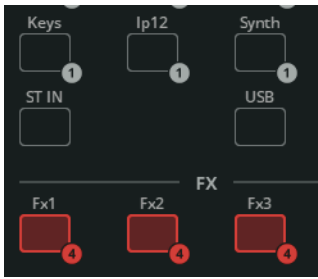 Keys Ip12 Synth
1 1 1
ST IN USB
FX
Fx1 Fx2 Fx3
4 4 4